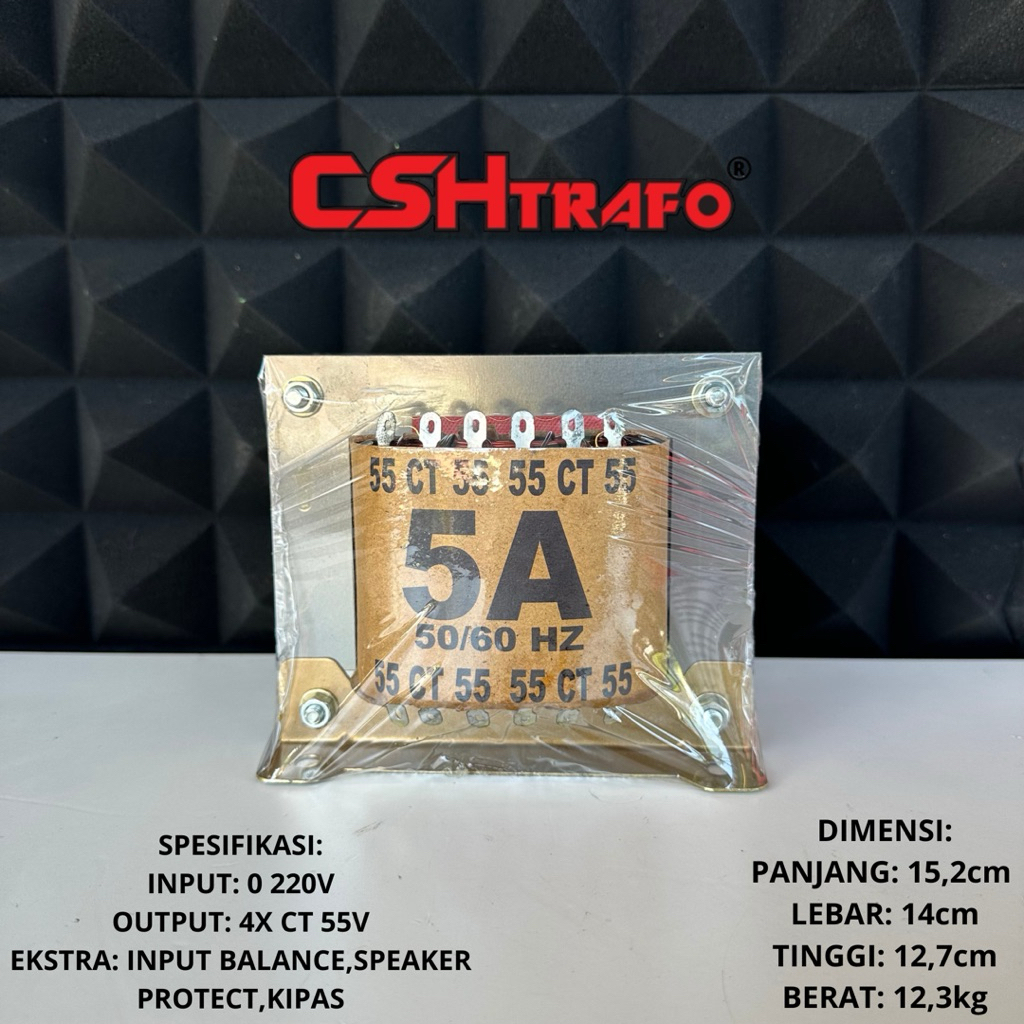 CSHTRAFO®
55 CT 55 55 CT 55
5A
50/60 HZ
55 CT 55 55 CT 55
SPESIFIKASI:
INPUT: 0 220V
OUTPUT: 4X CT 55V
EKSTRA: INPUT BALANCE,SPEAKER
PROTECT,KIPAS
DIMENSI:
PANJANG: 15,2cm
LEBAR: 14cm
TINGGI: 12,7cm
BERAT: 12,3kg